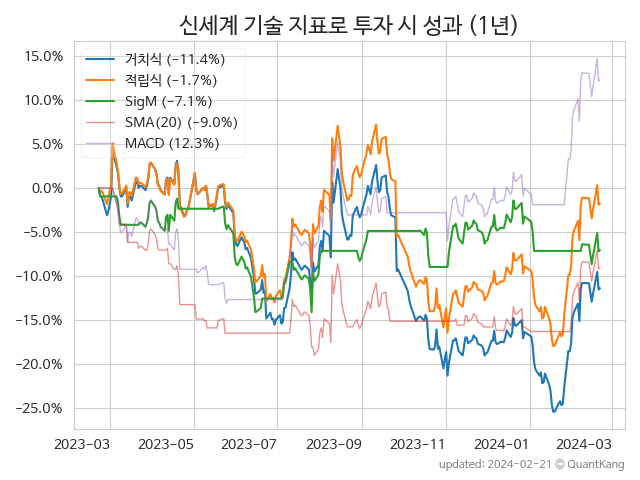 신세계 기술 지표로 투자 시 성과 (1년)
거치식 (−11.4%)
적립식 (−1.7%)
SigM (−7.1%)
SMA(20) (−9.0%)
MACD (12.3%)
15.0%
10.0%
5.0%
0.0%
−5.0%
−10.0%
−15.0%
−20.0%
−25.0%
2023-03 2023-05 2023-07 2023-09 2023-11 2024-01 2024-03
updated: 2024-02-21 © QuantKang